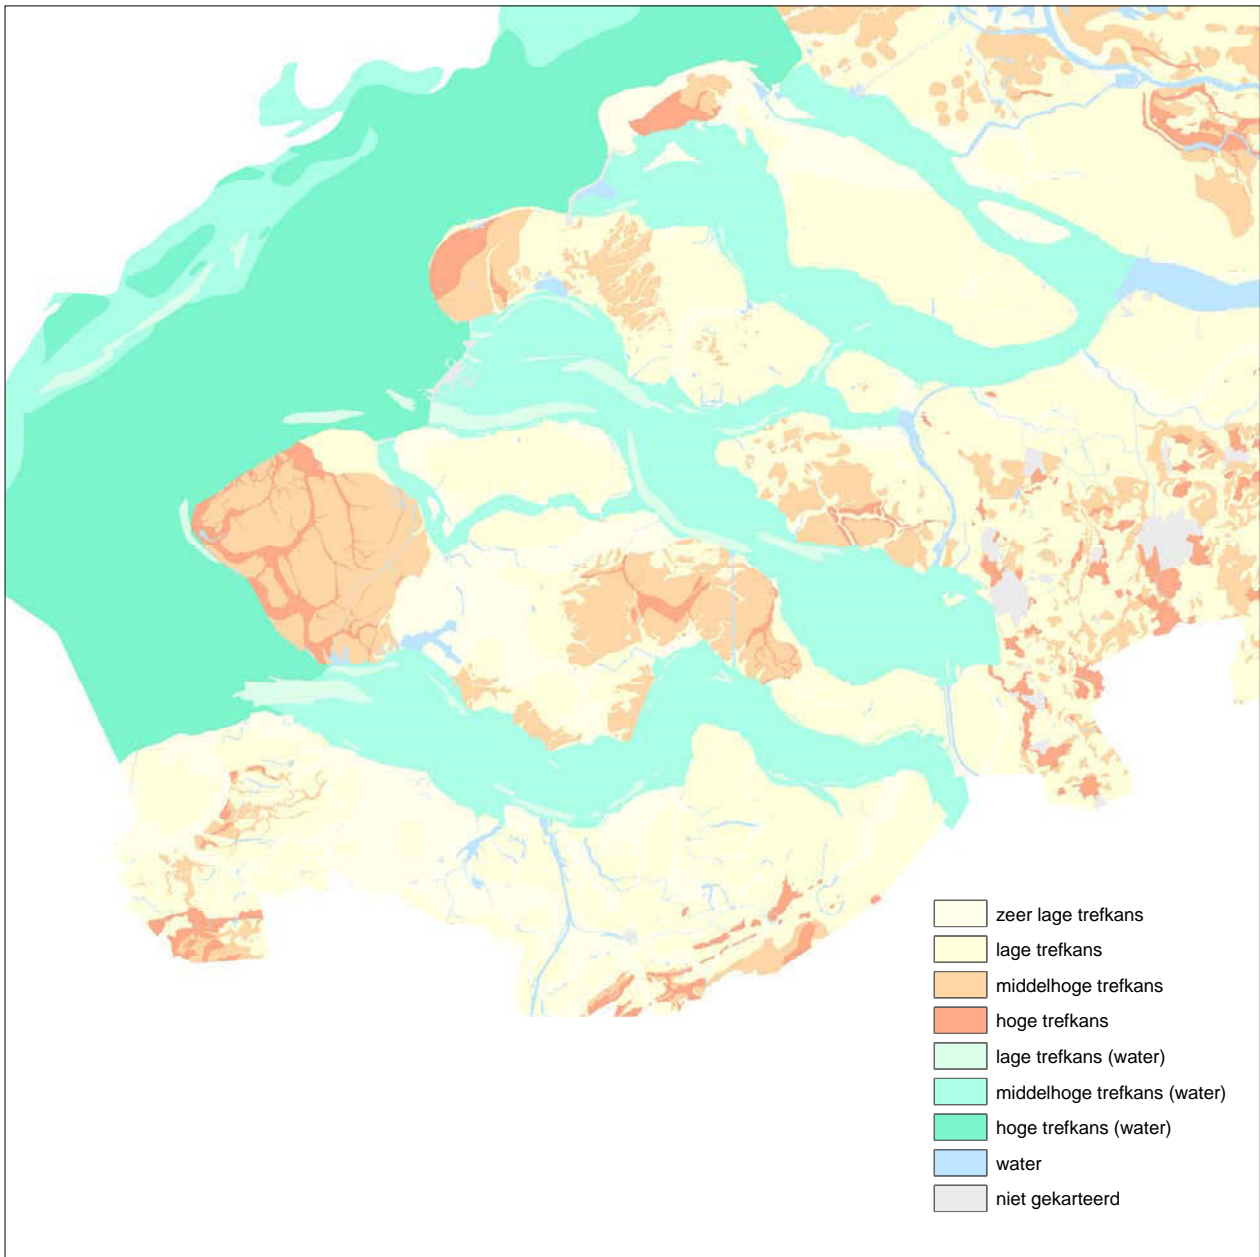 zeer lage trefkans
lage trefkans
middelhoge trefkans
hoge trefkans
lage trefkans (water)
middelhoge trefkans (water)
hoge trefkans (water)
water
niet gekarteerd